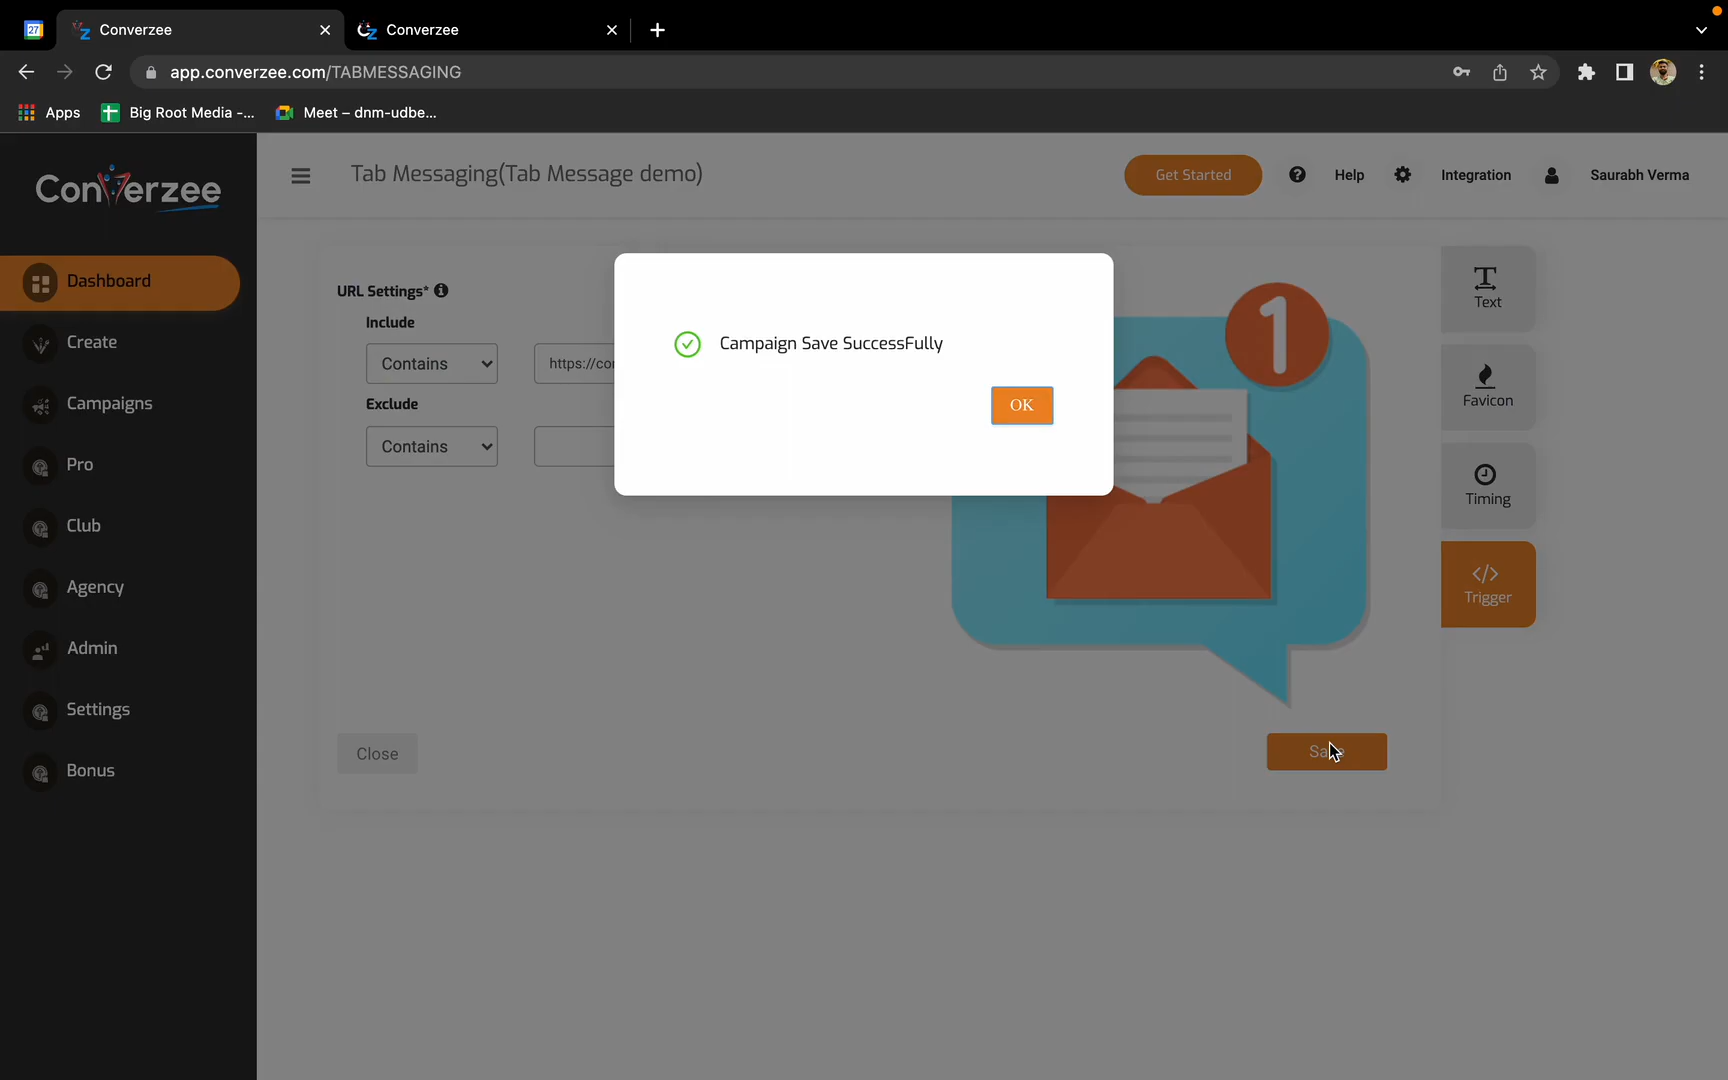 27
Converzee
Converzee
app.converzee.com/TABMESSAGING
Apps
Big Root Media -...
Meet – dnm-udbe...
Converzee
Tab Messaging(Tab Message demo)
Get Started
Help
Integration
Saurabh Verma
Dashboard
Create
Campaigns
Pro
Club
Agency
Admin
Settings
Bonus
URL Settings*
Include
Contains
Exclude
Contains
Campaign Save SuccessFully
OK
1
Text
Favicon
Timing
</>
Trigger
Close